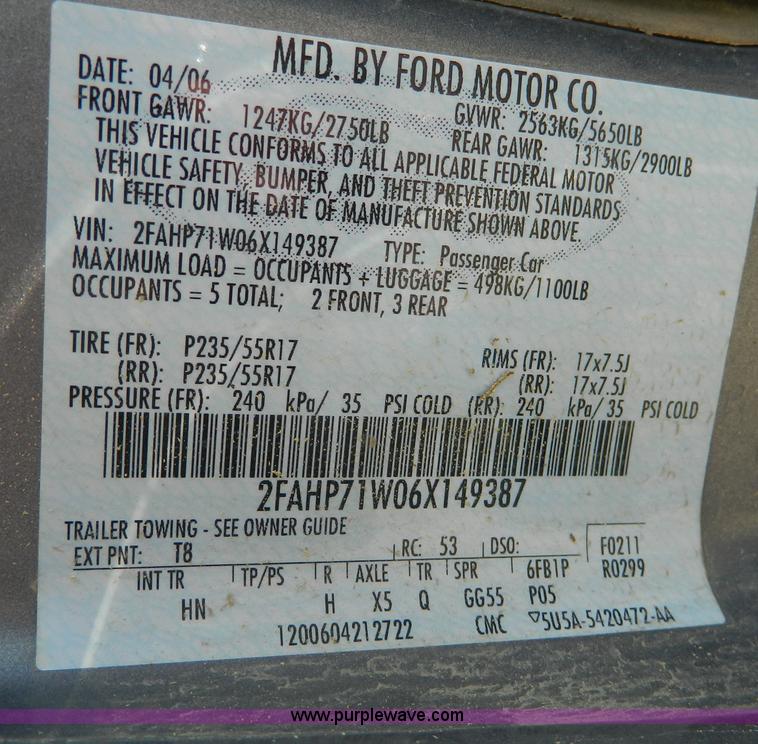 MFD. BY FORD MOTOR CO.
DATE: 04/06 GVWR: 2563KG/5650LB
FRONT GAWR: 1247KG/2750LB REAR GAWR: 1315KG/2900LB
THIS VEHICLE CONFORMS TO ALL APPLICABLE FEDERAL MOTOR
VEHICLE SAFETY, BUMPER, AND THEFT PREVENTION STANDARDS
IN EFFECT ON THE DATE OF MANUFACTURE SHOWN ABOVE.
VIN: 2FAHP71W06X149387 TYPE: Passenger Car
MAXIMUM LOAD = OCCUPANTS + LUGGAGE = 498KG/1100LB
OCCUPANTS = 5 TOTAL; 2 FRONT, 3 REAR
TIRE (FR): P235/55R17 RIMS (FR): 17x7.5J
(RR): P235/55R17 (RR): 17x7.5J
PRESSURE (FR): 240 kPa/ 35 PSI COLD (RR): 240 kPa/ 35 PSI COLD
2FAHP71W06X149387
TRAILER TOWING - SEE OWNER GUIDE
EXT PNT: T8 RC: 53 DSO: F0211
INT TR TP/PS R AXLE TR SPR 6FB1P R0299
HN H X5 Q GG55 P05
1200604212722 CMC ▽5U5A-5420472-AA
www.purplewave.com